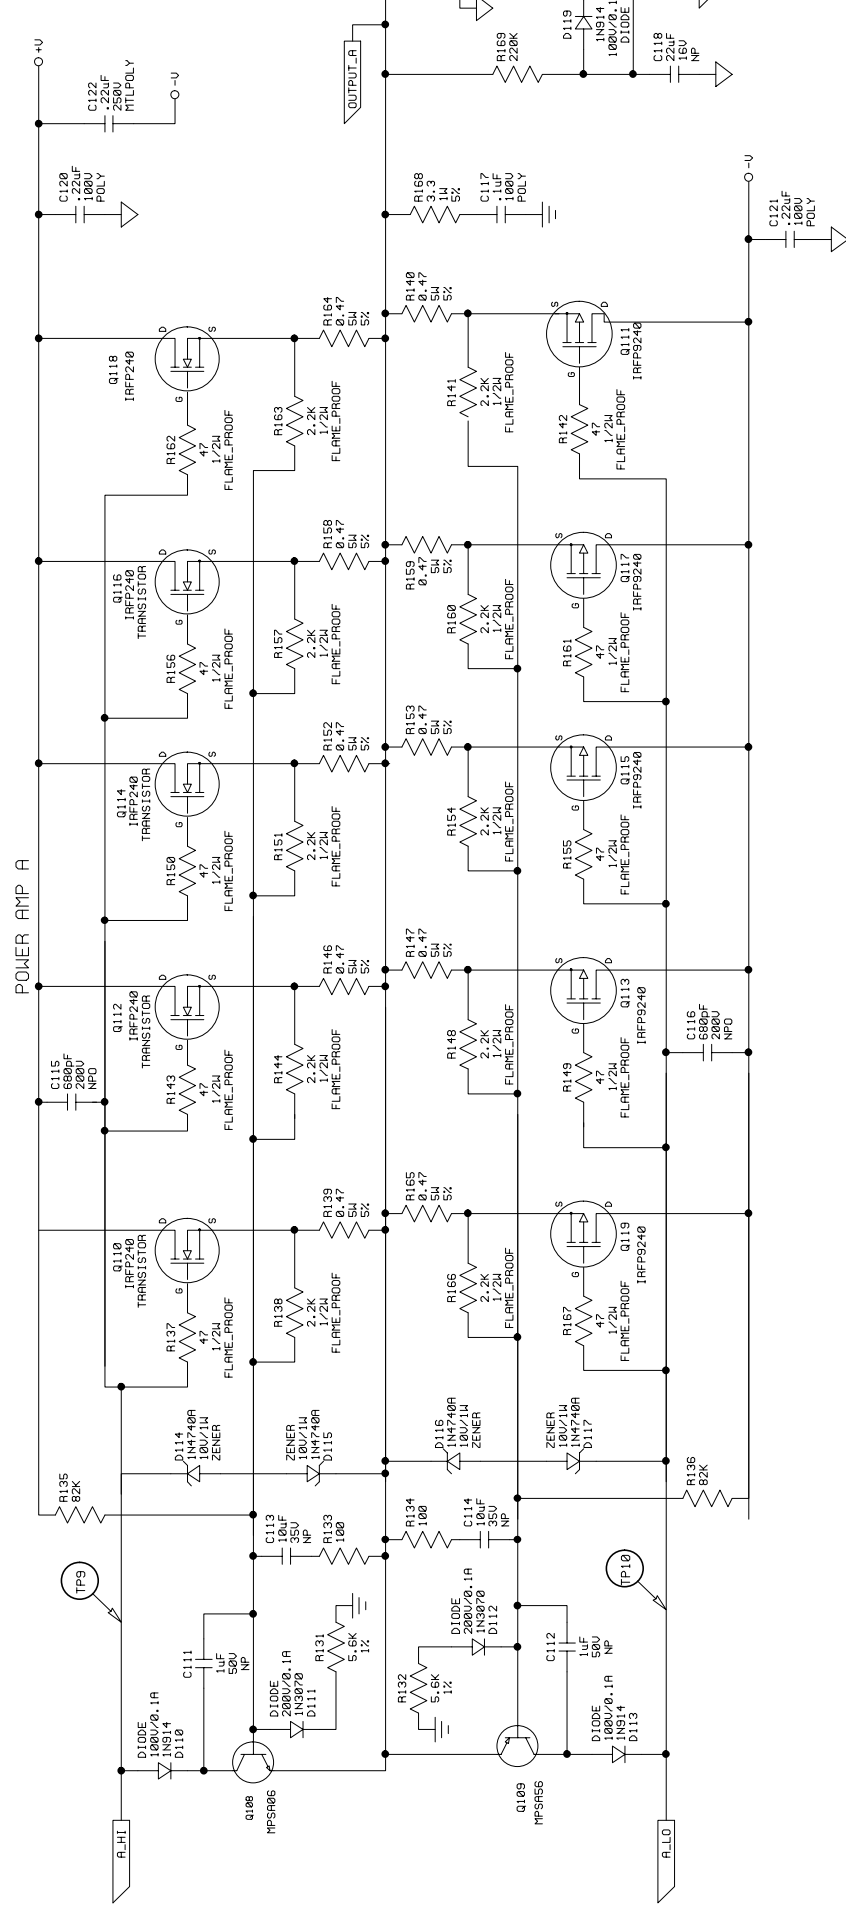 POWER AMP A
+V
C122
.22uF
250V
MTLPOLY
-V
C120
.22uF
100V
POLY
OUTPUT_A
R169
220K
D119
1N914
100V/0.1
DIODE
C118
22uF
16V
NP
R168
3.3
1W
5%
C117
.1uF
100V
POLY
-V
C121
.22uF
100V
POLY
Q118
IRFP240
D
S
G
R162
47
1/2W
FLAME_PROOF
R163
2.2K
1/2W
FLAME_PROOF
R164
0.47
5W
5%
R140
0.47
5W
5%
R141
2.2K
1/2W
FLAME_PROOF
R142
47
1/2W
FLAME_PROOF
S
D
G
Q111
IRFP9240
Q116
IRFP240
TRANSISTOR
D
S
G
R156
47
1/2W
FLAME_PROOF
R157
2.2K
1/2W
FLAME_PROOF
R158
0.47
5W
5%
R159
0.47
5W
5%
R160
2.2K
1/2W
FLAME_PROOF
R161
47
1/2W
FLAME_PROOF
S
D
G
Q117
IRFP9240
Q114
IRFP240
TRANSISTOR
D
S
G
R150
47
1/2W
FLAME_PROOF
R151
2.2K
1/2W
FLAME_PROOF
R152
0.47
5W
5%
R153
0.47
5W
5%
R154
2.2K
1/2W
FLAME_PROOF
R155
47
1/2W
FLAME_PROOF
S
D
G
Q115
IRFP9240
Q112
IRFP240
TRANSISTOR
D
S
G
C115
680pF
200V
NPO
R143
47
1/2W
FLAME_PROOF
R144
2.2K
1/2W
FLAME_PROOF
R146
0.47
5W
5%
R147
0.47
5W
5%
R148
2.2K
1/2W
FLAME_PROOF
R149
47
1/2W
FLAME_PROOF
S
D
G
Q113
IRFP9240
C116
680pF
200V
NPO
Q110
IRFP240
TRANSISTOR
D
S
G
R137
47
1/2W
FLAME_PROOF
R138
2.2K
1/2W
FLAME_PROOF
R139
0.47
5W
5%
R165
0.47
5W
5%
R166
2.2K
1/2W
FLAME_PROOF
R167
47
1/2W
FLAME_PROOF
S
D
G
Q119
IRFP9240
R135
82K
D114
1N4740A
10V/1W
ZENER
ZENER
10V/1W
1N4740A
D115
D116
1N4740A
10V/1W
ZENER
ZENER
10V/1W
1N4740A
D117
R136
82K
TP9
C113
10uF
35V
NP
R133
100
R134
100
C114
10uF
35V
NP
TP10
C111
1uF
50V
NP
DIODE
200V/0.1A
1N3070
D111
R131
5.6K
1%
R132
5.6K
1%
DIODE
200V/0.1A
1N3070
D112
C112
1uF
50V
NP
DIODE
100V/0.1A
1N914
D110
Q108
MPSA06
Q109
MPSA56
DIODE
100V/0.1A
1N914
D113
A_HI
A_LO